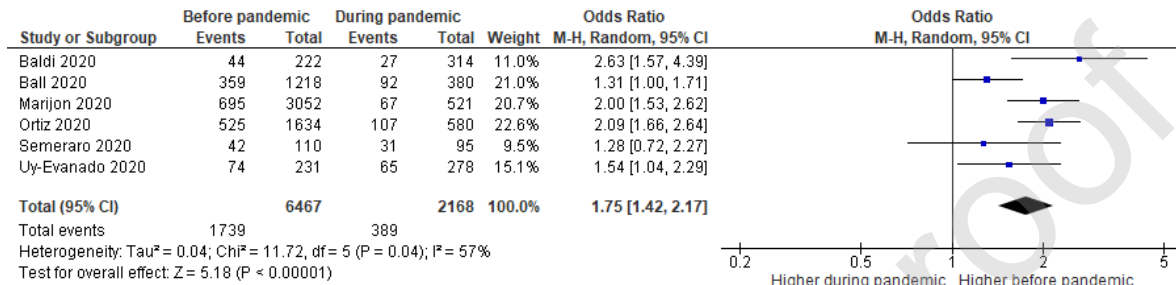 Before pandemic During pandemic Odds Ratio Odds Ratio
Study or Subgroup Events Total Events Total Weight M-H, Random, 95% CI M-H, Random, 95% CI
Baldi 2020 44 222 27 314 11.0% 2.63 [1.57, 4.39]
Ball 2020 359 1218 92 380 21.0% 1.31 [1.00, 1.71]
Marijon 2020 695 3052 67 521 20.7% 2.00 [1.53, 2.62]
Ortiz 2020 525 1634 107 580 22.6% 2.09 [1.66, 2.64]
Semeraro 2020 42 110 31 95 9.5% 1.28 [0.72, 2.27]
Uy-Evanado 2020 74 231 65 278 15.1% 1.54 [1.04, 2.29]
Total (95% CI) 6467 2168 100.0% 1.75 [1.42, 2.17]
Total events 1739 389
Heterogeneity: Tau² = 0.04; Chi² = 11.72, df = 5 (P = 0.04); I² = 57%
Test for overall effect: Z = 5.18 (P < 0.00001)
0.2 0.5 1 2 5
Higher during pandemic Higher before pandemic
roof